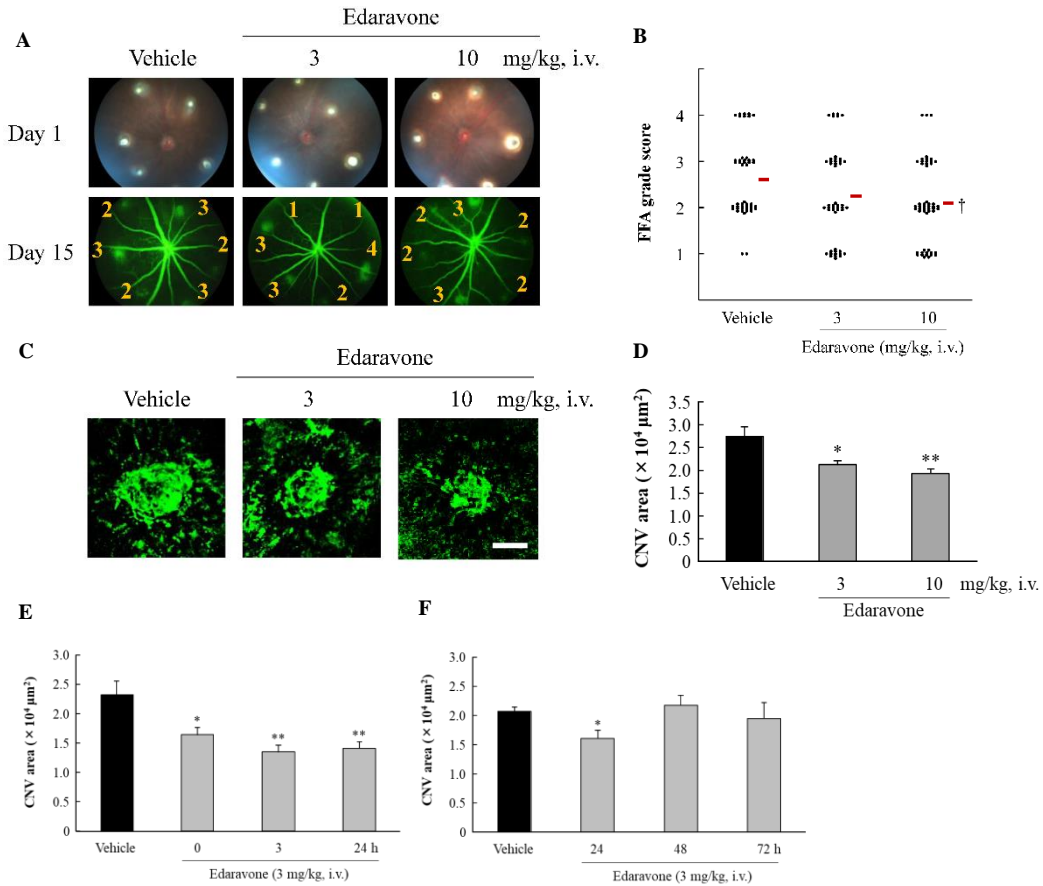 A
Edaravone
Vehicle 3 10 mg/kg, i.v.
Day 1
Day 15
2 3 3 2 2 3
1 1 3 4 2 2
3 2 2 2 2 3
B
FFA grade score
4
3
2 †
1
Vehicle 3 10
Edaravone (mg/kg, i.v.)
C
Edaravone
Vehicle 3 10 mg/kg, i.v.
D
CNV area (× 10⁴ μm²)
3.5
3.0
2.5
2.0
1.5
1.0
0.5
0
* **
Vehicle 3 10 mg/kg, i.v.
Edaravone
E
CNV area (× 10⁴ μm²)
3.0
2.5
2.0
1.5
1.0
0.5
0
* ** **
Vehicle 0 3 24 h
Edaravone (3 mg/kg, i.v.)
F
CNV area (× 10⁴ μm²)
3.0
2.5
2.0
1.5
1.0
0.5
0
*
Vehicle 24 48 72 h
Edaravone (3 mg/kg, i.v.)